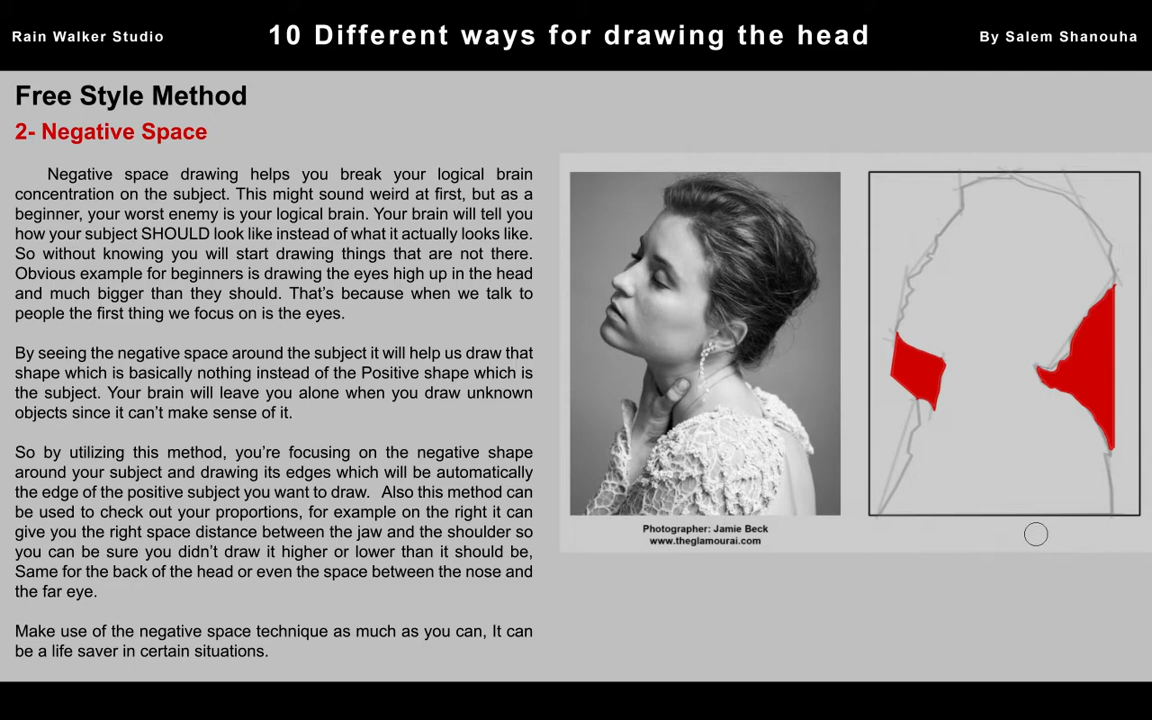 Rain Walker Studio
10 Different ways for drawing the head
By Salem Shanouha
Free Style Method
2- Negative Space
Negative space drawing helps you break your logical brain
concentration on the subject. This might sound weird at first, but as a
beginner, your worst enemy is your logical brain. Your brain will tell you
how your subject SHOULD look like instead of what it actually looks like.
So without knowing you will start drawing things that are not there.
Obvious example for beginners is drawing the eyes high up in the head
and much bigger than they should. That's because when we talk to
people the first thing we focus on is the eyes.
By seeing the negative space around the subject it will help us draw that
shape which is basically nothing instead of the Positive shape which is
the subject. Your brain will leave you alone when you draw unknown
objects since it can't make sense of it.
So by utilizing this method, you're focusing on the negative shape
around your subject and drawing its edges which will be automatically
the edge of the positive subject you want to draw. Also this method can
be used to check out your proportions, for example on the right it can
give you the right space distance between the jaw and the shoulder so
you can be sure you didn't draw it higher or lower than it should be,
Same for the back of the head or even the space between the nose and
the far eye.
Make use of the negative space technique as much as you can, It can
be a life saver in certain situations.
Photographer: Jamie Beck
www.theglamourai.com